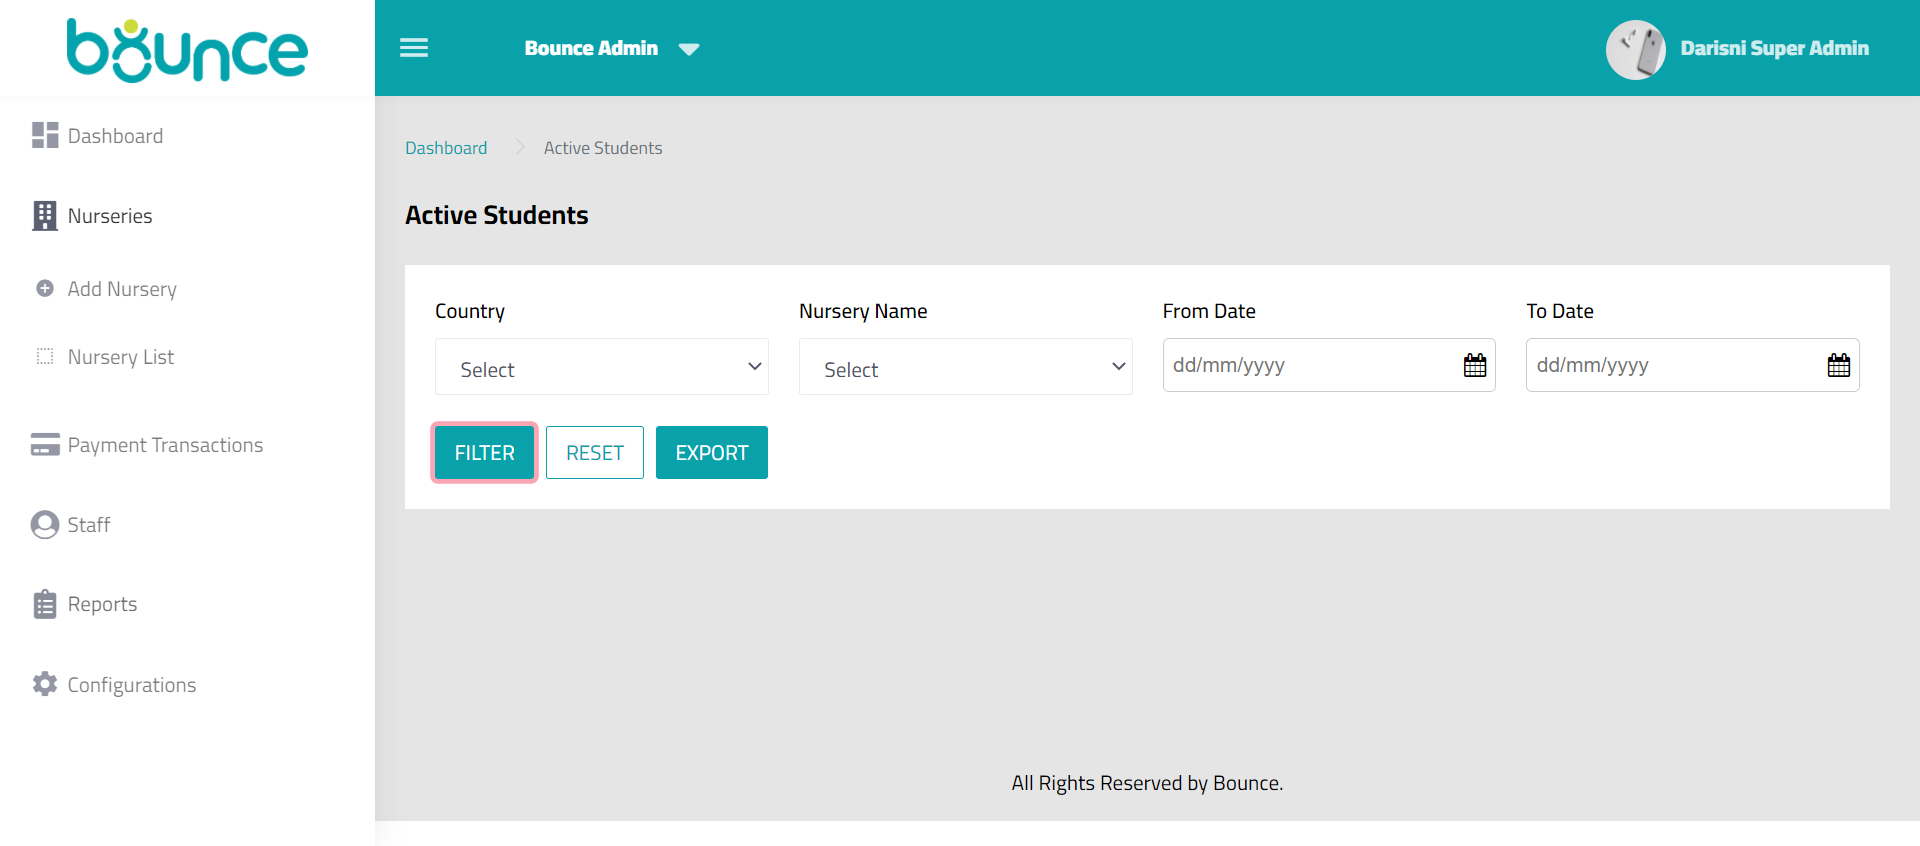 bounce
Bounce Admin
Darisni Super Admin
Dashboard
Nurseries
Add Nursery
Nursery List
Payment Transactions
Staff
Reports
Configurations
Dashboard
Active Students
Active Students
Country
Nursery Name
From Date
To Date
Select
Select
dd/mm/yyyy
dd/mm/yyyy
FILTER
RESET
EXPORT
All Rights Reserved by Bounce.